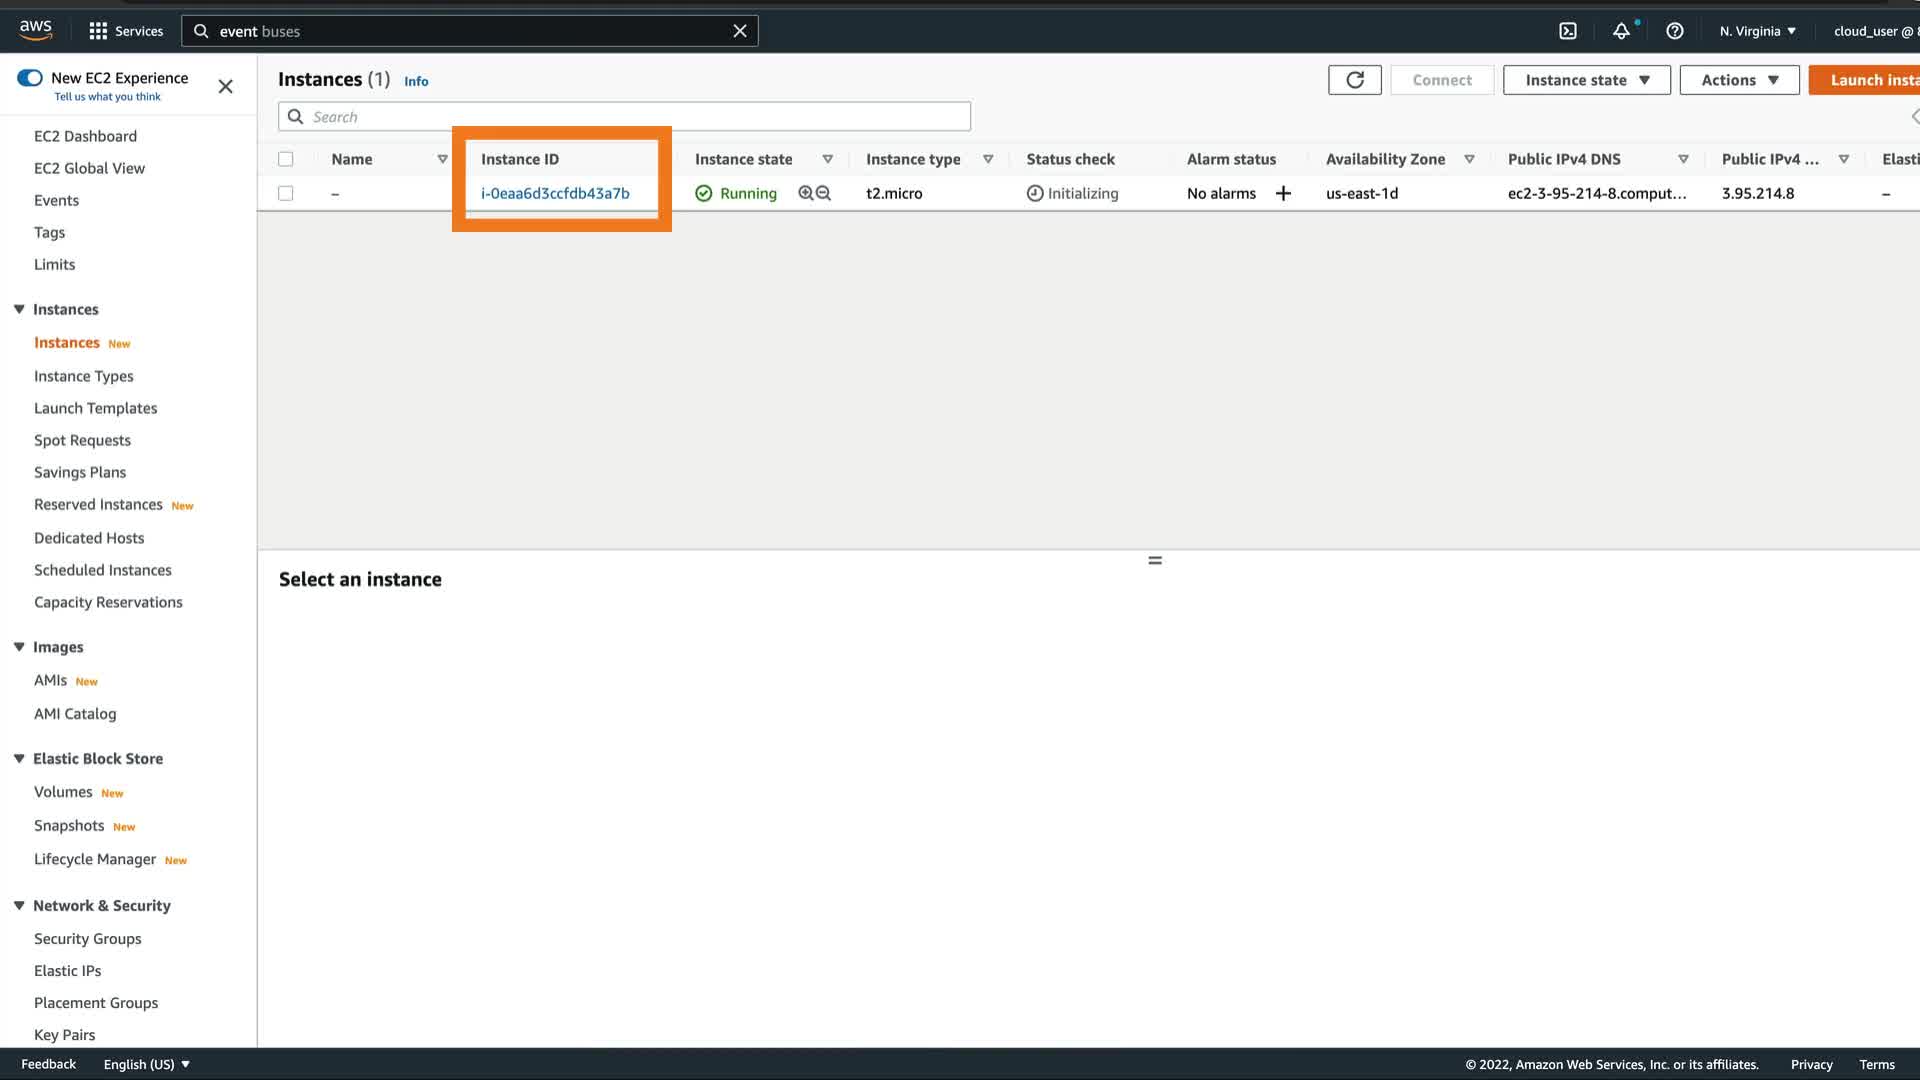 aws
Services
event buses
N. Virginia
cloud_user @
New EC2 Experience
Tell us what you think
EC2 Dashboard
EC2 Global View
Events
Tags
Limits
Instances
Instances New
Instance Types
Launch Templates
Spot Requests
Savings Plans
Reserved Instances New
Dedicated Hosts
Scheduled Instances
Capacity Reservations
Images
AMIs New
AMI Catalog
Elastic Block Store
Volumes New
Snapshots New
Lifecycle Manager New
Network & Security
Security Groups
Elastic IPs
Placement Groups
Key Pairs
Instances (1) Info
Connect
Instance state
Actions
Launch insta
Search
Name Instance ID Instance state Instance type Status check Alarm status Availability Zone Public IPv4 DNS Public IPv4 ... Elasti
– i-0eaa6d3ccfdb43a7b Running t2.micro Initializing No alarms + us-east-1d ec2-3-95-214-8.comput... 3.95.214.8 –
Select an instance
Feedback English (US) © 2022, Amazon Web Services, Inc. or its affiliates. Privacy Terms